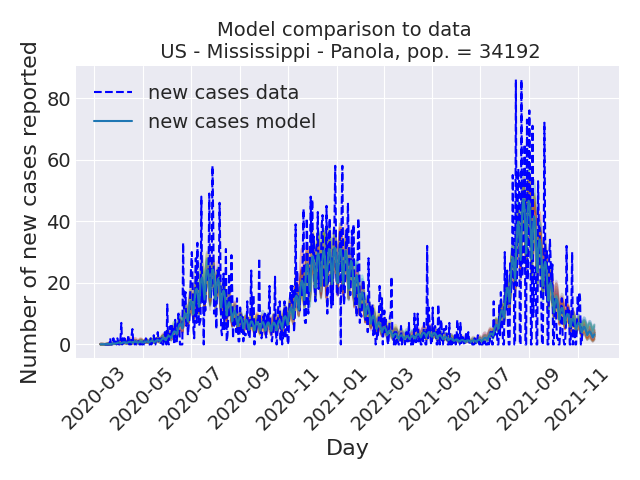 Model comparison to data
US - Mississippi - Panola, pop. = 34192
Number of new cases reported
80
60
40
20
0
new cases data
new cases model
2020-03
2020-05
2020-07
2020-09
2020-11
2021-01
2021-03
2021-05
2021-07
2021-09
2021-11
Day